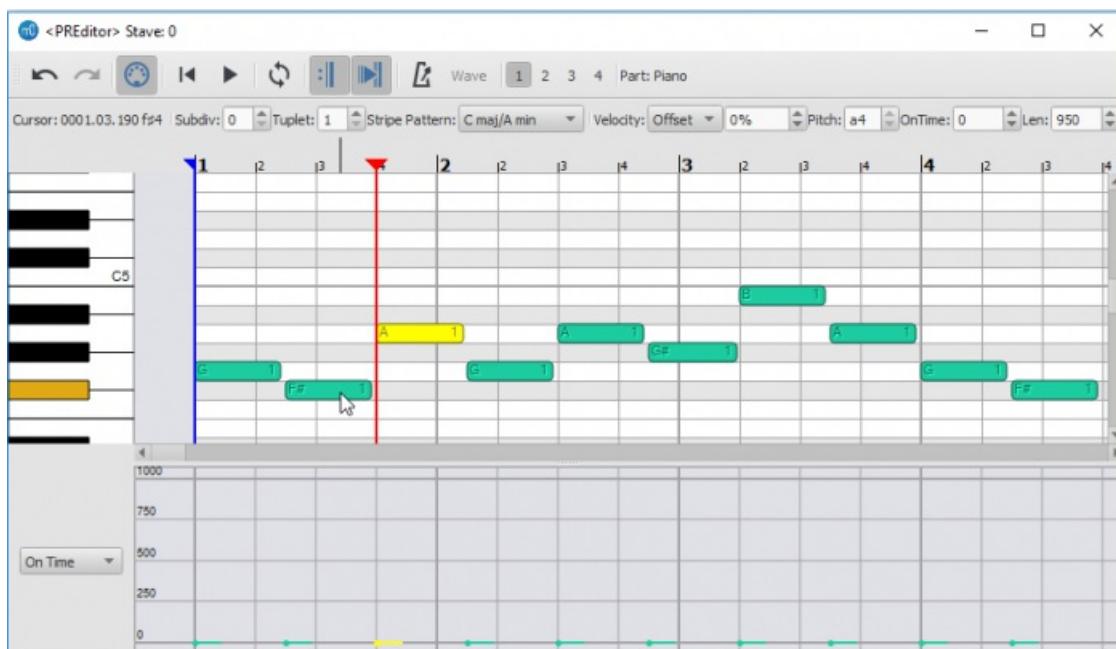 <PREditor> Stave: 0
Wave 1 2 3 4 Part: Piano
Cursor: 0001.03.190 f♯4 Subdiv: 0 Tuplet: 1 Stripe Pattern: C maj/A min Velocity: Offset 0% Pitch: a4 OnTime: 0 Len: 950
1 2 3 4 2 2 3 4 3 2 3 4 4 2 3 4
C5
B 1
A 1 A 1 A 1
G# 1
G 1 G 1 G 1
F# 1 F# 1
1000
750
On Time 500
250
0